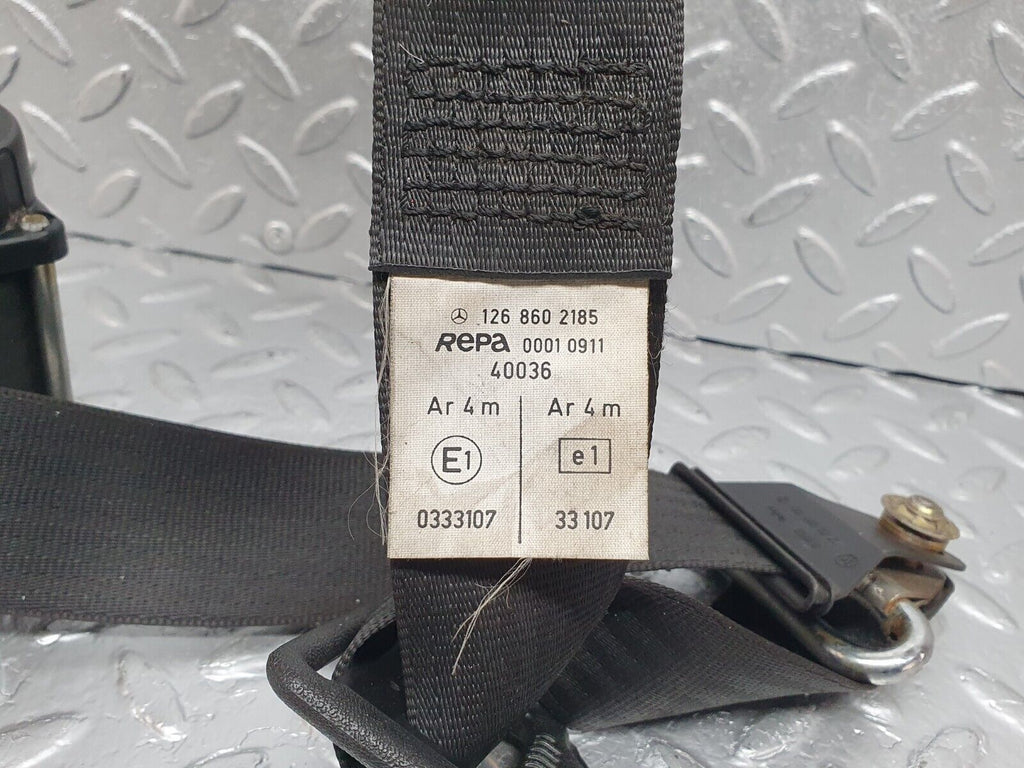 126 860 2185
RePA 0001 0911
40036
Ar 4 m Ar 4 m
E1 e1
0333107 33 107